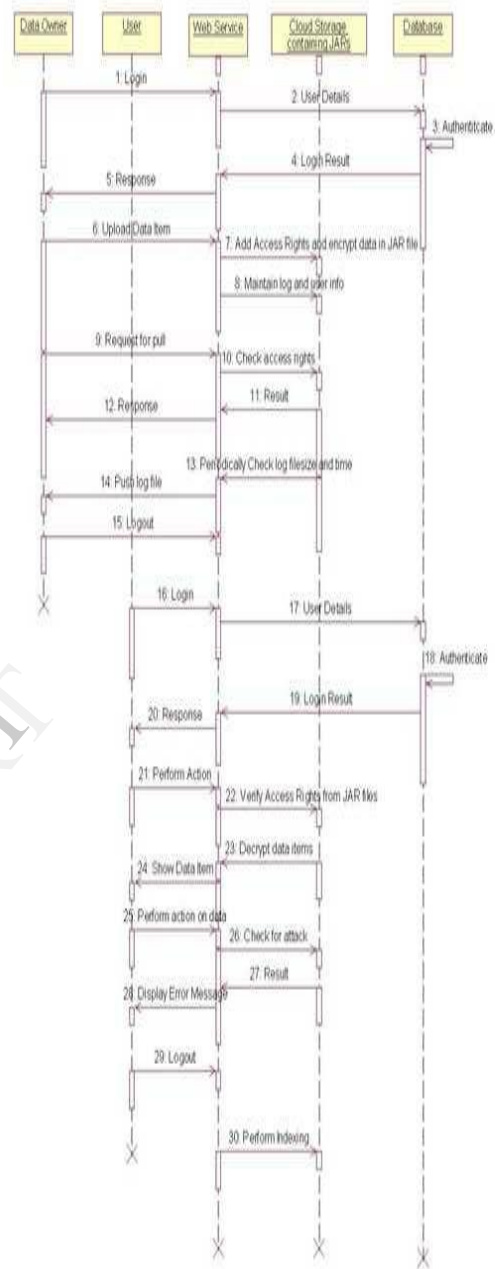 Data Owner
User
Web Service
Cloud Storage
containing JARs
Database
1: Login
2: User Details
3: Authentitcate
4: Login Result
5: Response
6: Upload Data Item
7: Add Access Rights and encrypt data in JAR file
8: Maintain log and user info
9: Request for pull
10: Check access rights
11: Result
12: Response
13: Periodically Check log filesize and time
14: Push log file
15: Logout
16: Login
17: User Details
18: Authenticate
19: Login Result
20: Response
21: Perform Action
22: Verify Access Rights from JAR files
23: Decrypt data items
24: Show Data Item
25: Perform action on data
26: Check for attack
27: Result
28: Display Error Message
29: Logout
30: Perform Indexing